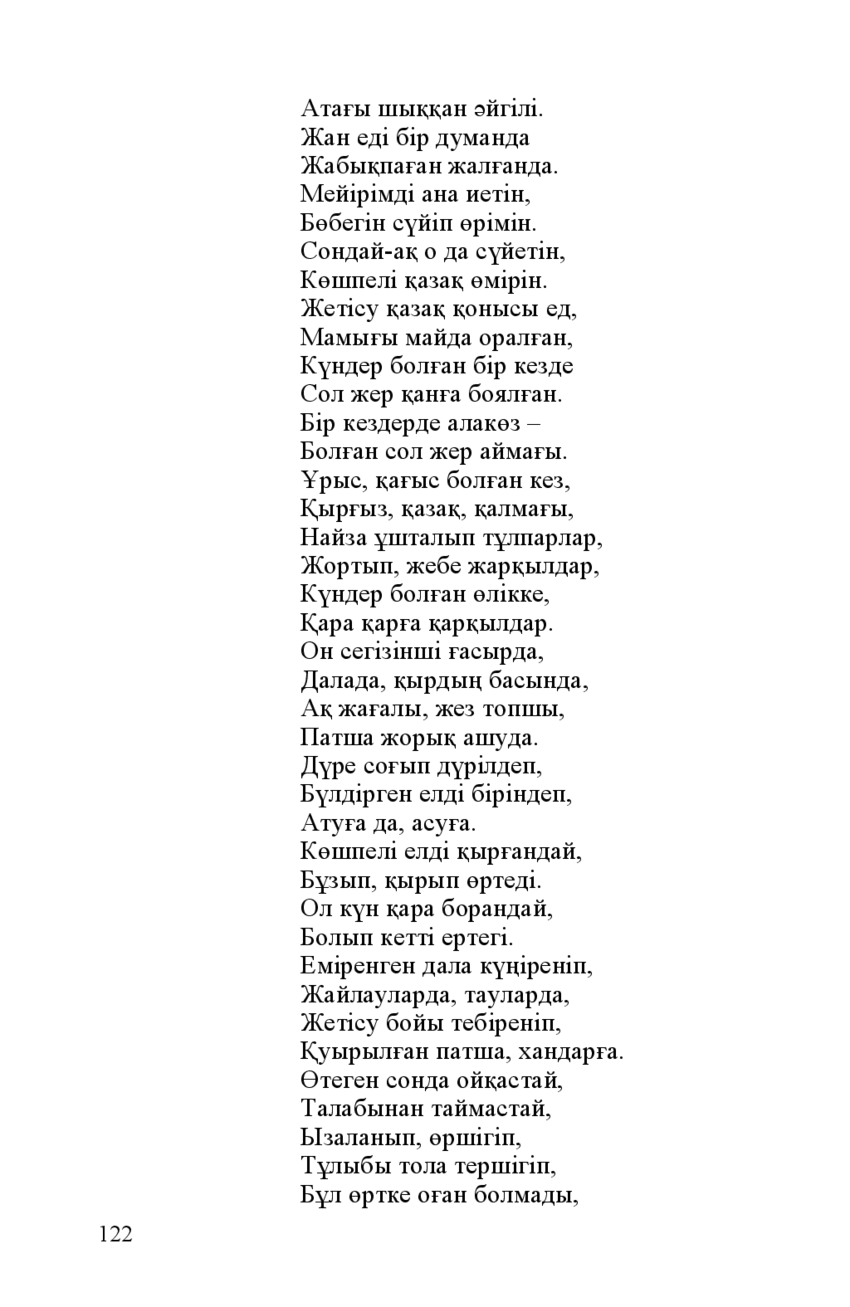 Атағы шыққан әйгілі.
Жан еді бір думанда
Жабықпаған жалғанда.
Мейірімді ана иетін,
Бөбегін сүйіп өрімін.
Сондай-ақ о да сүйетін,
Көшпелі қазақ өмірін.
Жетісу қазақ қонысы ед,
Мамығы майда оралған,
Күндер болған бір кезде
Сол жер қанға боялған.
Бір кездерде алакөз –
Болған сол жер аймағы.
Ұрыс, қағыс болған кез,
Қырғыз, қазақ, қалмағы,
Найза ұшталып тұлпарлар,
Жортып, жебе жарқылдар,
Күндер болған өлікке,
Қара қарға қарқылдар.
Он сегізінші ғасырда,
Далада, қырдың басында,
Ақ жағалы, жез топшы,
Патша жорық ашуда.
Дүре соғып дүрілдеп,
Бүлдірген елді біріндеп,
Атуға да, асуға.
Көшпелі елді қырғандай,
Бұзып, қырып өртеді.
Ол күн қара борандай,
Болып кетті ертегі.
Еміренген дала күңіреніп,
Жайлауларда, тауларда,
Жетісу бойы тебіреніп,
Қуырылған патша, хандарға.
Өтеген сонда ойқастай,
Талабынан таймастай,
Ызаланып, өршігіп,
Тұлыбы тола тершігіп,
Бұл өртке оған болмады,
122